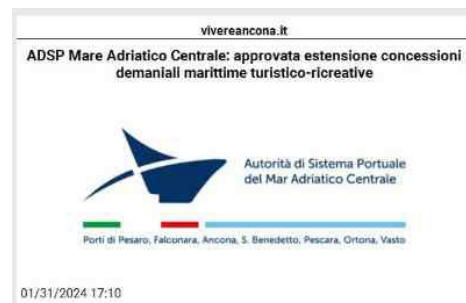 vivereancona.it
ADSP Mare Adriatico Centrale: approvata estensione concessioni
demaniali marittime turistico-ricreative
Autorità di Sistema Portuale
del Mar Adriatico Centrale
Porti di Pesaro, Falconara, Ancona, S. Benedetto, Pescara, Ortona, Vasto
01/31/2024 17:10